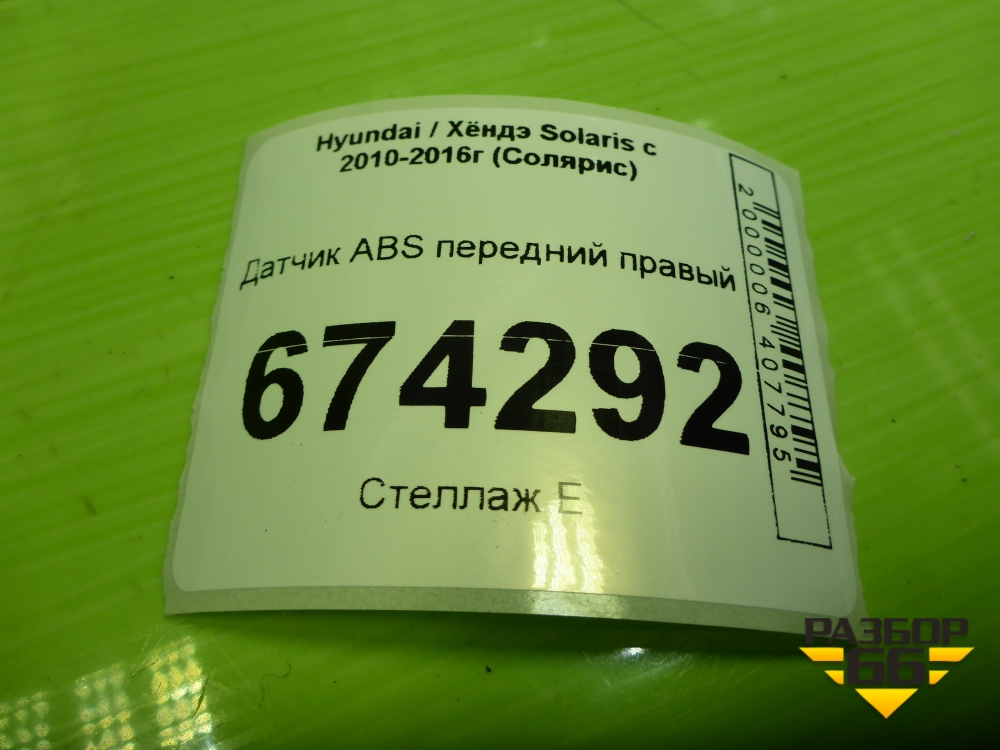 Hyundai / Хёндэ Solaris с
2010-2016г (Солярис)
Датчик ABS передний правый
674292
Стеллаж E
2000006407795
РАЗБОР
66